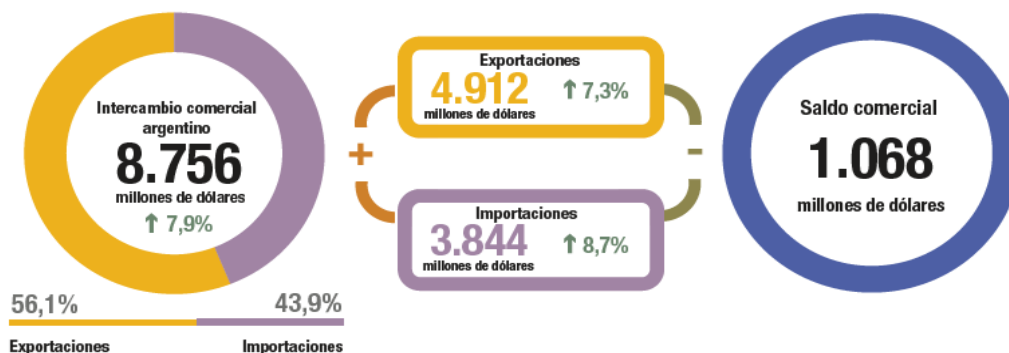 Intercambio comercial
argentino
8.756
millones de dólares
↑ 7,9%
56,1%
43,9%
Exportaciones
Importaciones
+
Exportaciones
4.912
↑ 7,3%
millones de dólares
Importaciones
3.844
↑ 8,7%
millones de dólares
-
Saldo comercial
1.068
millones de dólares